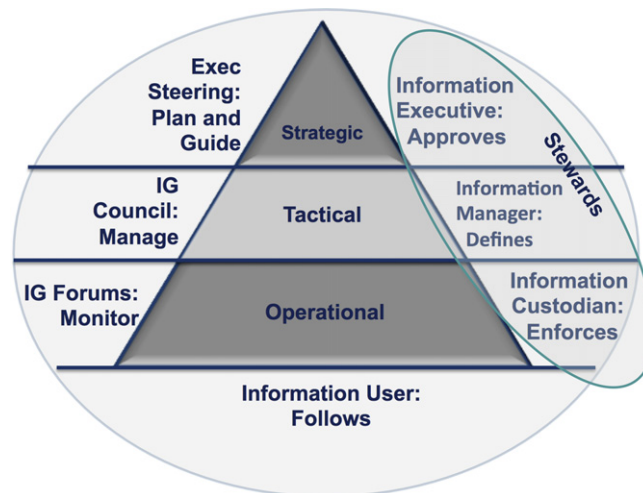 Exec
Steering:
Plan and
Guide
Strategic
Information
Executive:
Approves
Stewards
IG
Council:
Manage
Tactical
Information
Manager:
Defines
IG Forums:
Monitor
Operational
Information
Custodian:
Enforces
Information User:
Follows